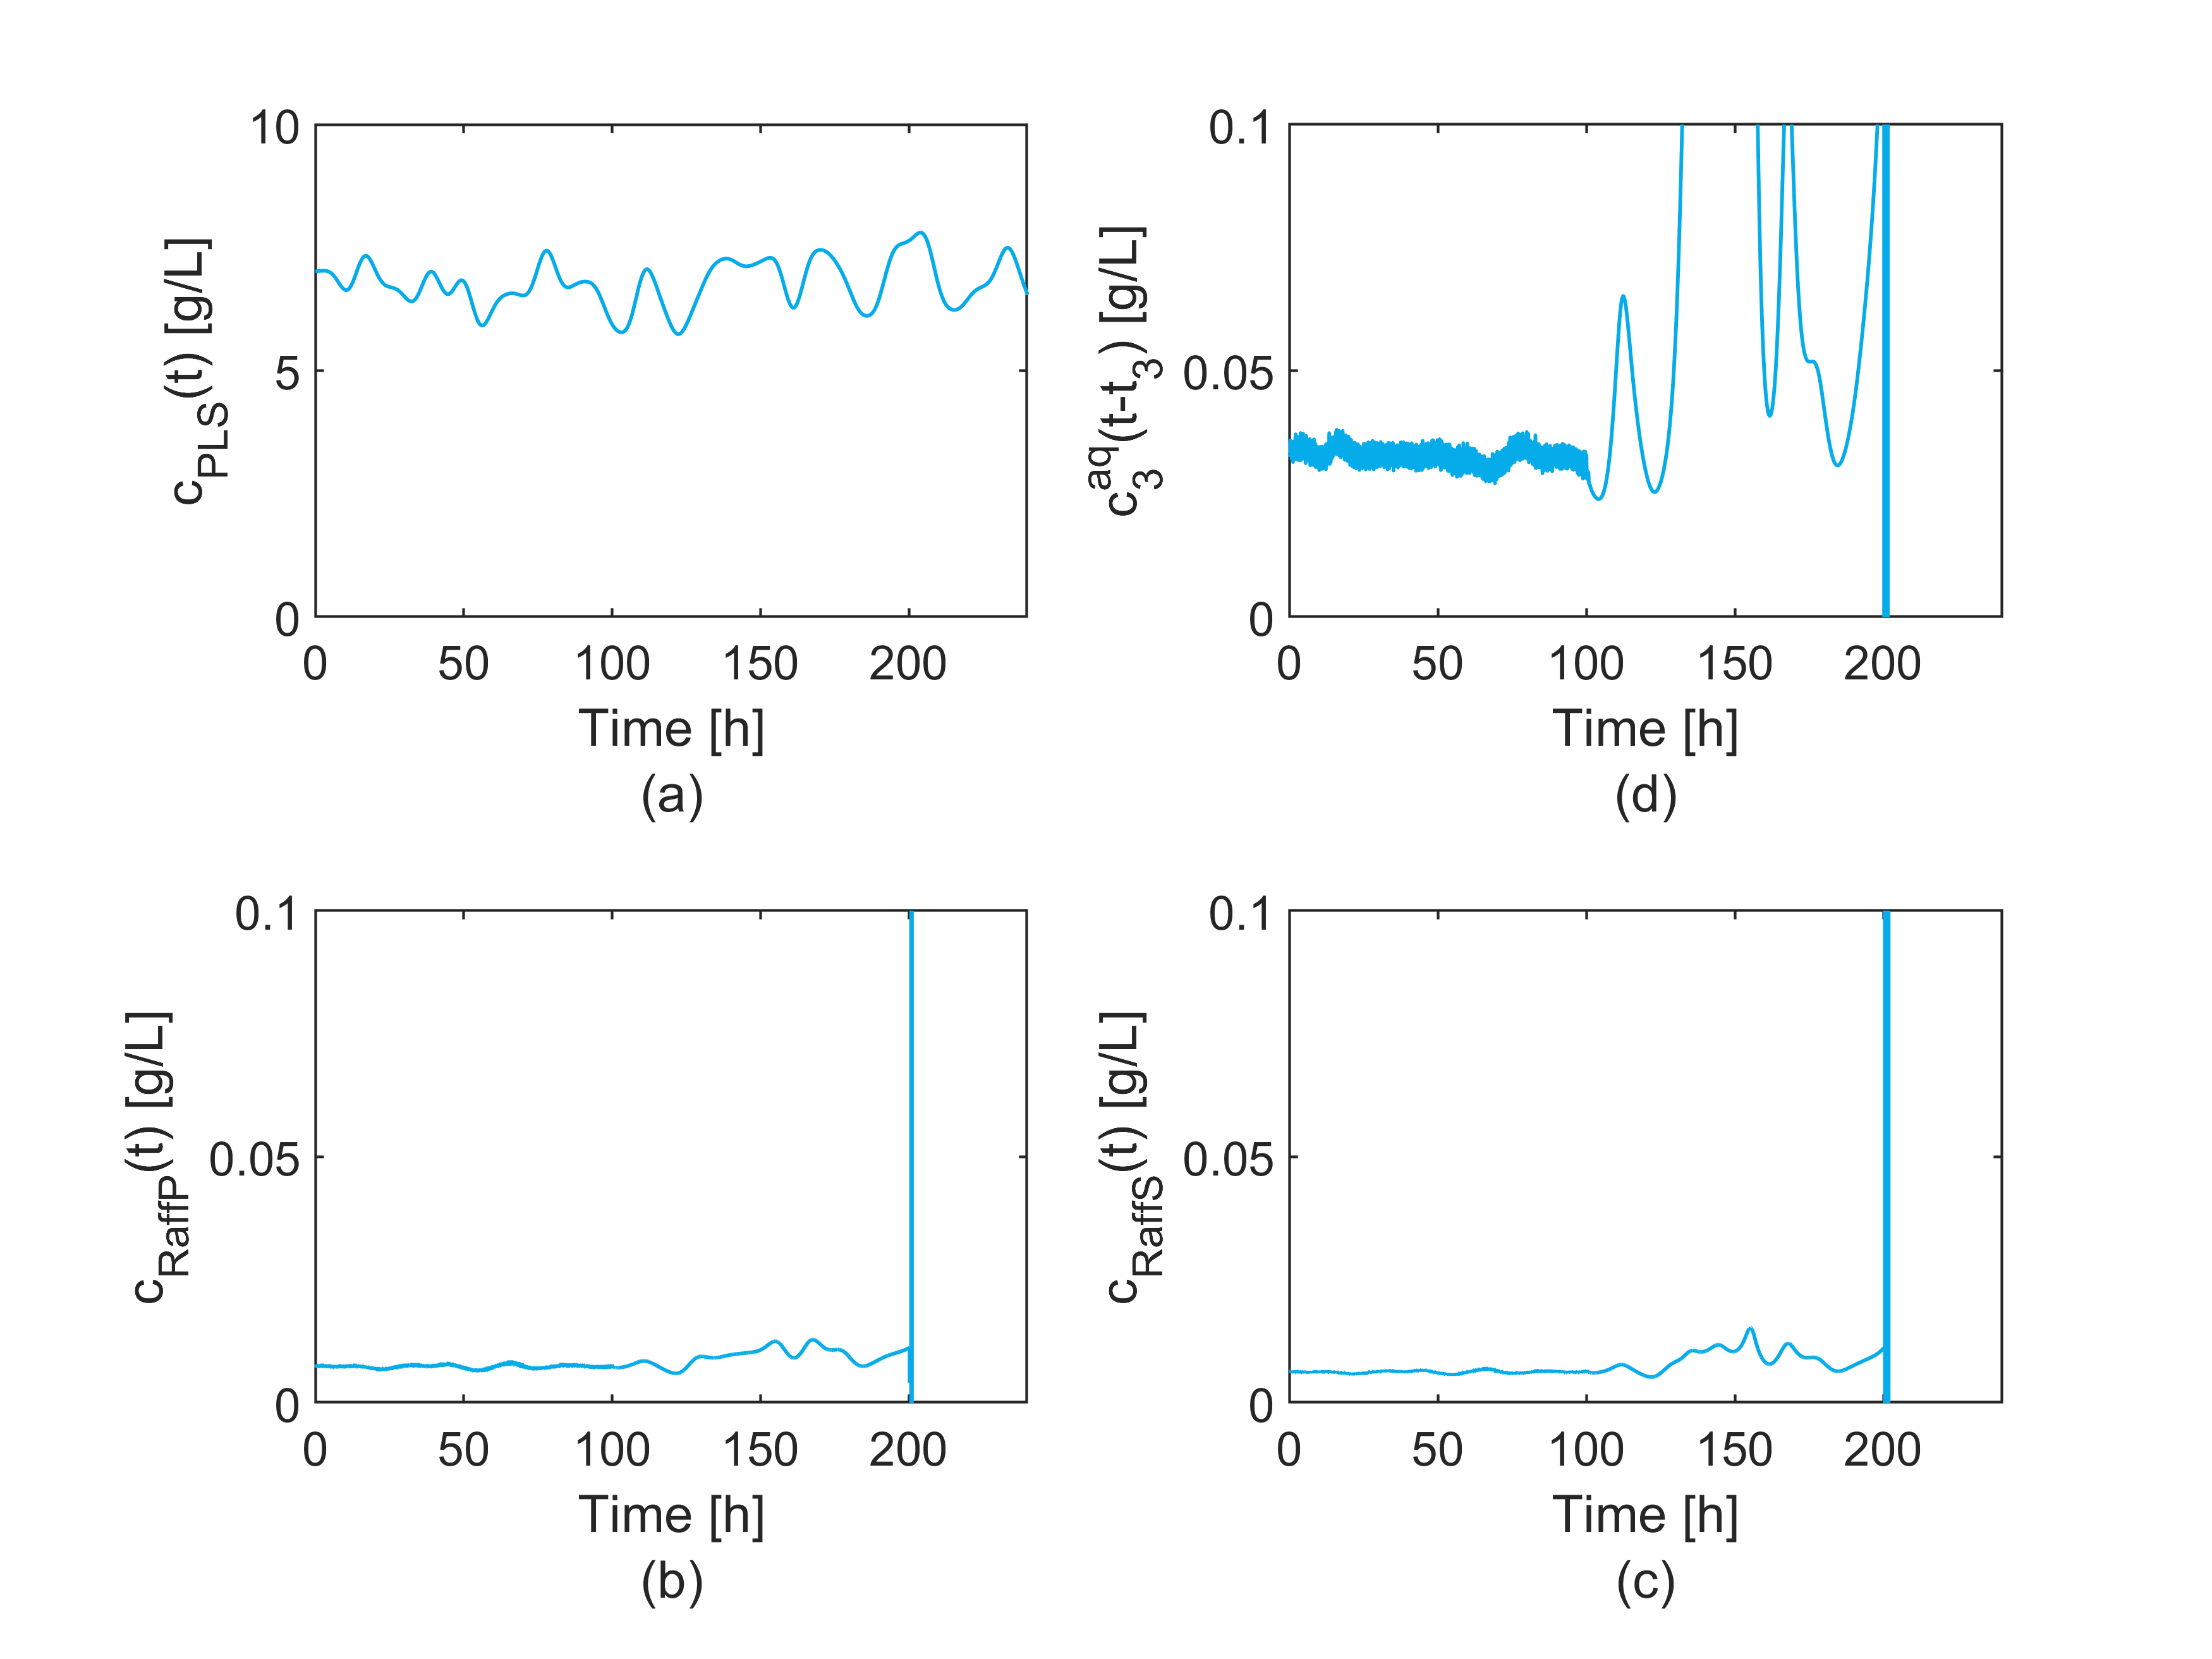 c_PLS(t) [g/L]
10
5
0
0 50 100 150 200
Time [h]
(a)
c_3^aq(t-t_3) [g/L]
0.1
0.05
0
0 50 100 150 200
Time [h]
(d)
c_RaffP(t) [g/L]
0.1
0.05
0
0 50 100 150 200
Time [h]
(b)
c_RaffS(t) [g/L]
0.1
0.05
0
0 50 100 150 200
Time [h]
(c)